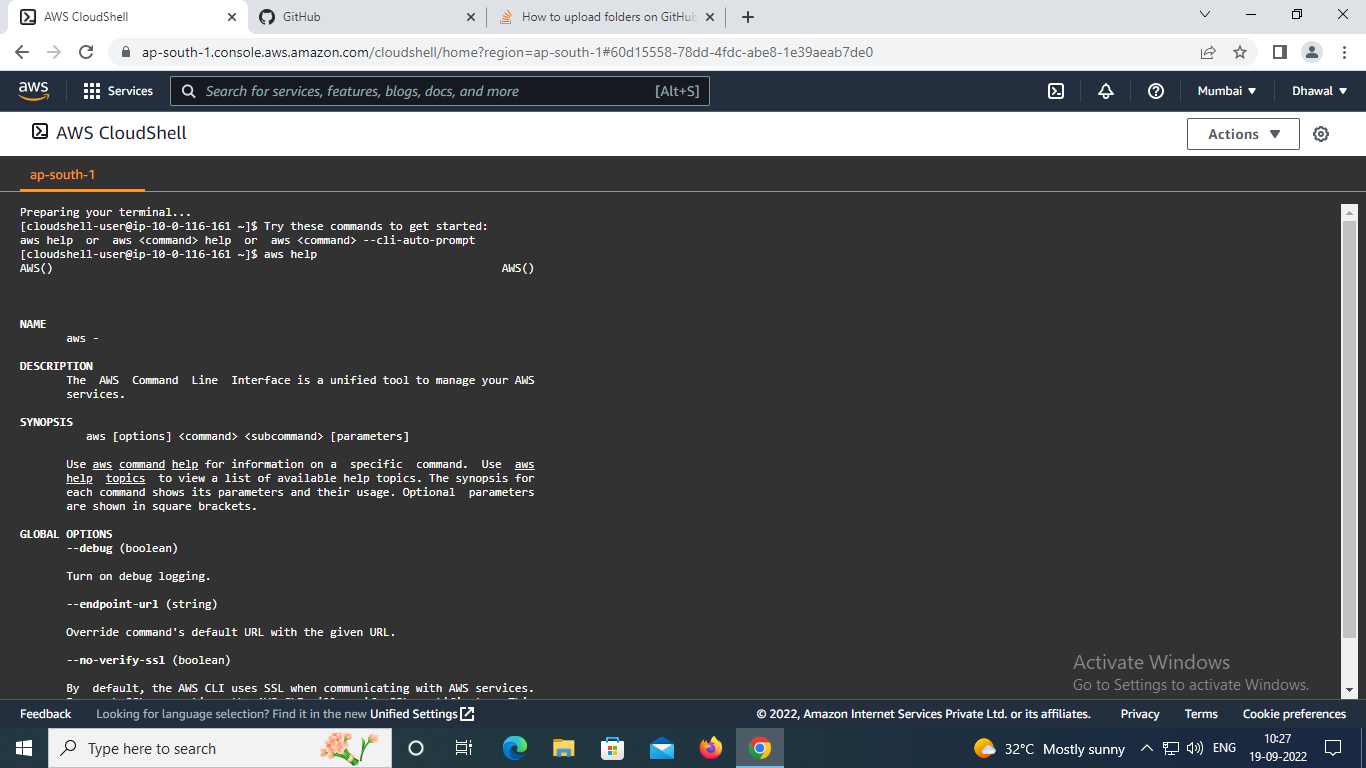 AWS CloudShell
GitHub
How to upload folders on GitHub
ap-south-1.console.aws.amazon.com/cloudshell/home?region=ap-south-1#60d15558-78dd-4fdc-abe8-1e39aeab7de0
aws
Services
Search for services, features, blogs, docs, and more
[Alt+S]
Mumbai
Dhawal
AWS CloudShell
Actions
ap-south-1
Preparing your terminal...
[cloudshell-user@ip-10-0-116-161 ~]$ Try these commands to get started:
aws help or aws <command> help or aws <command> --cli-auto-prompt
[cloudshell-user@ip-10-0-116-161 ~]$ aws help
AWS() AWS()
NAME
aws -
DESCRIPTION
The AWS Command Line Interface is a unified tool to manage your AWS
services.
SYNOPSIS
aws [options] <command> <subcommand> [parameters]
Use aws command help for information on a specific command. Use aws
help topics to view a list of available help topics. The synopsis for
each command shows its parameters and their usage. Optional parameters
are shown in square brackets.
GLOBAL OPTIONS
--debug (boolean)
Turn on debug logging.
--endpoint-url (string)
Override command's default URL with the given URL.
--no-verify-ssl (boolean)
By default, the AWS CLI uses SSL when communicating with AWS services.
Activate Windows
Go to Settings to activate Windows.
Feedback
Looking for language selection? Find it in the new Unified Settings
© 2022, Amazon Internet Services Private Ltd. or its affiliates.
Privacy
Terms
Cookie preferences
Type here to search
32°C Mostly sunny
ENG
10:27
19-09-2022